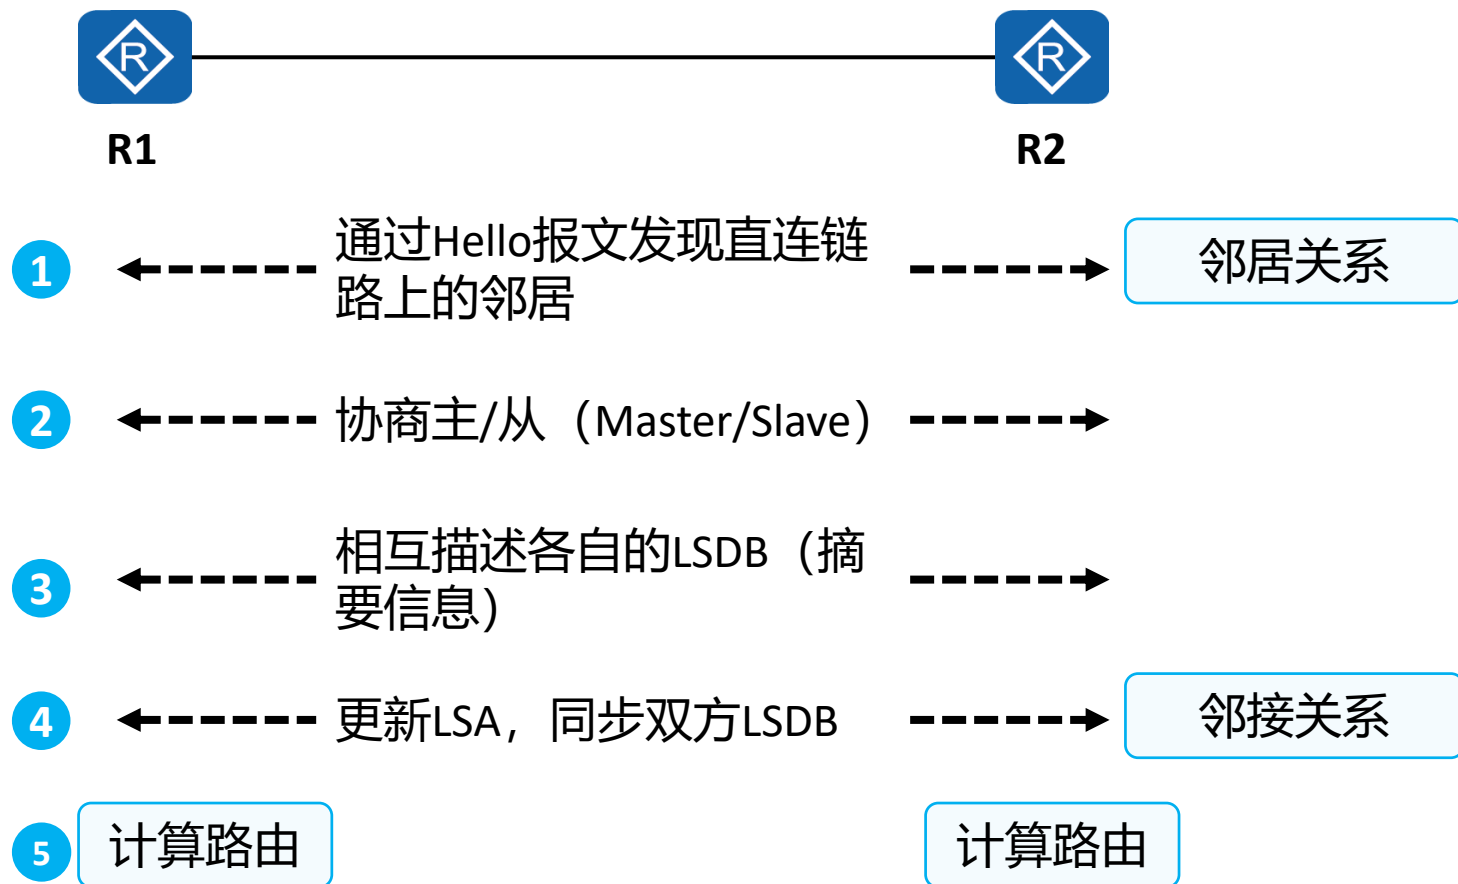 R
R
R1
R2
1
通过Hello报文发现直连链
路上的邻居
邻居关系
2
协商主/从（Master/Slave）
3
相互描述各自的LSDB（摘
要信息）
4
更新LSA，同步双方LSDB
邻接关系
5
计算路由
计算路由